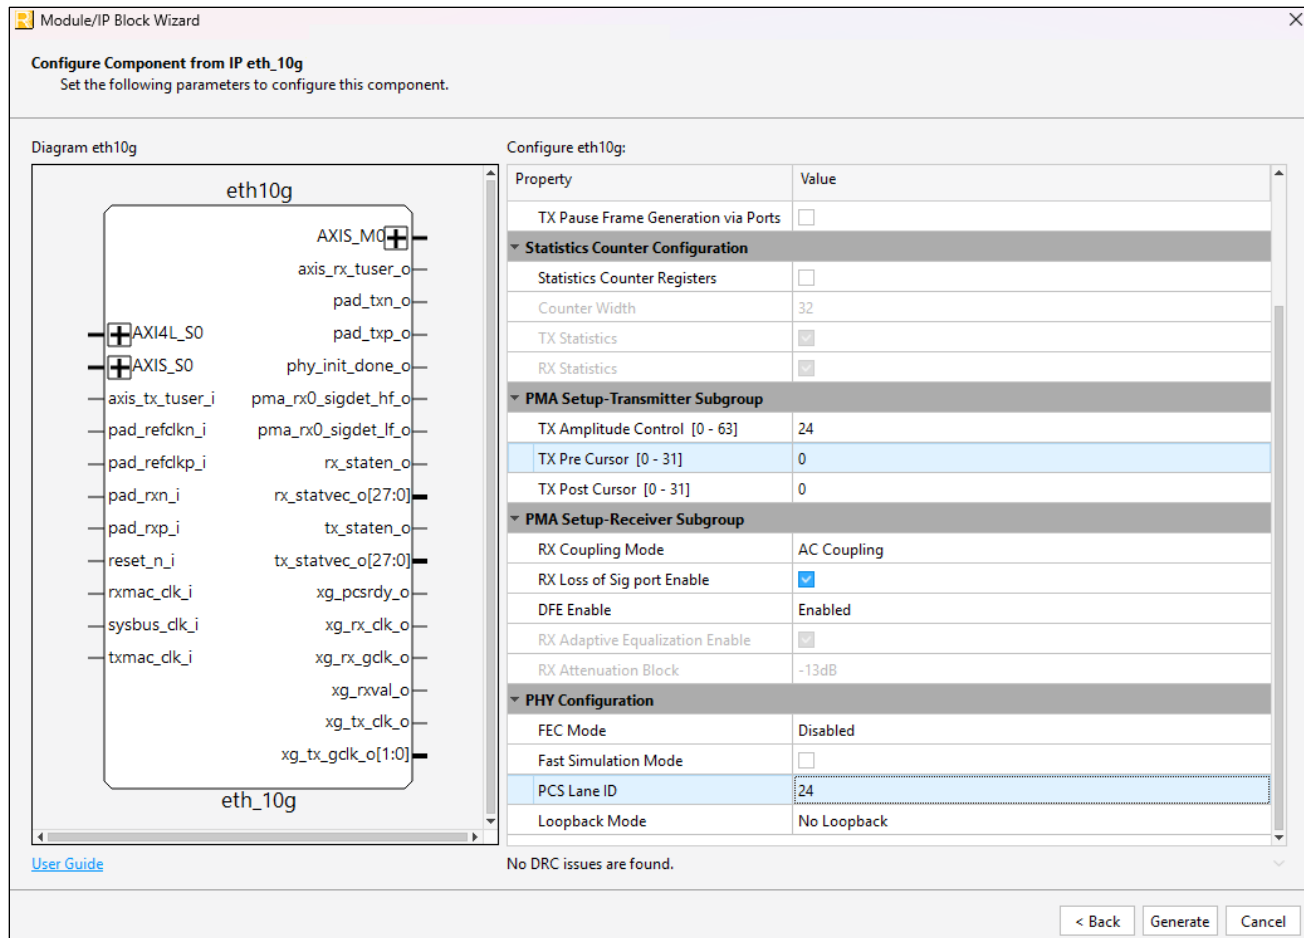 Module/IP Block Wizard
Configure Component from IP eth_10g
Set the following parameters to configure this component.
Diagram eth10g
eth10g
AXIS_M0
axis_rx_tuser_o
pad_txn_o
AXI4L_S0
pad_txp_o
AXIS_S0
phy_init_done_o
axis_tx_tuser_i
pma_rx0_sigdet_hf_o
pad_refclkn_i
pma_rx0_sigdet_lf_o
pad_refclkp_i
rx_staten_o
pad_rxn_i
rx_statvec_o[27:0]
pad_rxp_i
tx_staten_o
reset_n_i
tx_statvec_o[27:0]
rxmac_clk_i
xg_pcsrdy_o
sysbus_clk_i
xg_rx_clk_o
txmac_clk_i
xg_rx_gclk_o
xg_rxval_o
xg_tx_clk_o
xg_tx_gclk_o[1:0]
eth_10g
User Guide
Configure eth10g:
Property Value
TX Pause Frame Generation via Ports
Statistics Counter Configuration
Statistics Counter Registers
Counter Width 32
TX Statistics
RX Statistics
PMA Setup-Transmitter Subgroup
TX Amplitude Control [0 - 63] 24
TX Pre Cursor [0 - 31] 0
TX Post Cursor [0 - 31] 0
PMA Setup-Receiver Subgroup
RX Coupling Mode AC Coupling
RX Loss of Sig port Enable
DFE Enable Enabled
RX Adaptive Equalization Enable
RX Attenuation Block -13dB
PHY Configuration
FEC Mode Disabled
Fast Simulation Mode
PCS Lane ID 24
Loopback Mode No Loopback
No DRC issues are found.
< Back Generate Cancel